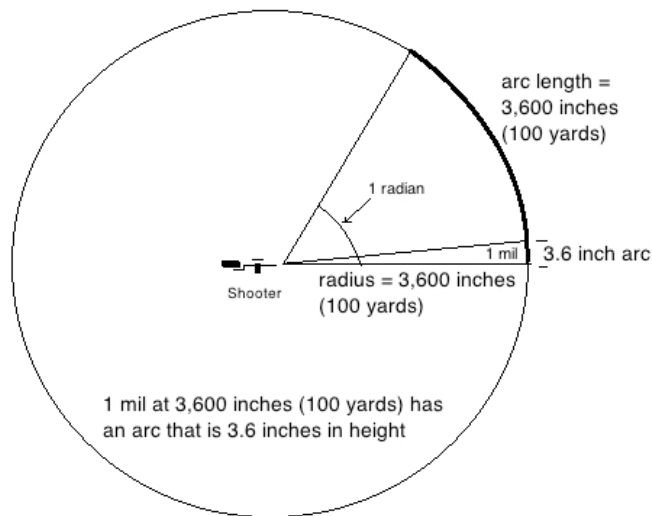 arc length =
3,600 inches
(100 yards)
1 radian
1 mil
3.6 inch arc
radius = 3,600 inches
(100 yards)
Shooter
1 mil at 3,600 inches (100 yards) has
an arc that is 3.6 inches in height